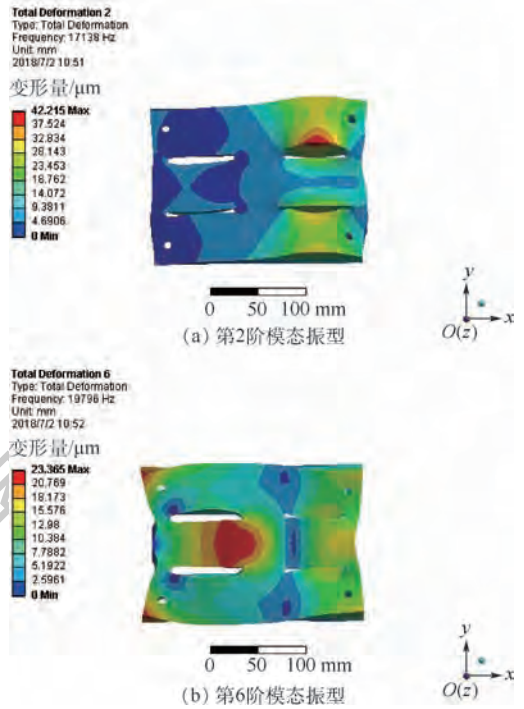 Total Deformation 2
Type: Total Deformation
Frequency: 17138 Hz
Unit: mm
2018/7/2 10:51
变形量/μm
42.215 Max
37.524
32.834
28.143
23.453
18.762
14.072
9.3811
4.6906
0 Min
0 50 100 mm
y
x
O(z)
(a) 第2阶模态振型
Total Deformation 6
Type: Total Deformation
Frequency: 19796 Hz
Unit: mm
2018/7/2 10:52
变形量/μm
23.365 Max
20.769
18.173
15.576
12.98
10.384
7.7882
5.1922
2.5961
0 Min
0 50 100 mm
y
x
O(z)
(b) 第6阶模态振型